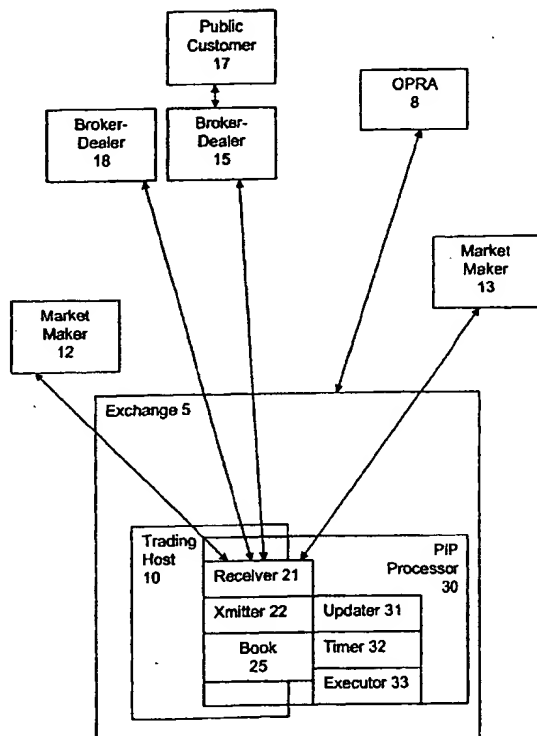 Public
Customer
17
OPRA
8
Broker-
Dealer
18
Broker-
Dealer
15
Market
Maker
13
Market
Maker
12
Exchange 5
Trading
Host
10
PIP
Processor
30
Receiver 21
Xmitter 22
Updater 31
Book
25
Timer 32
Executor 33